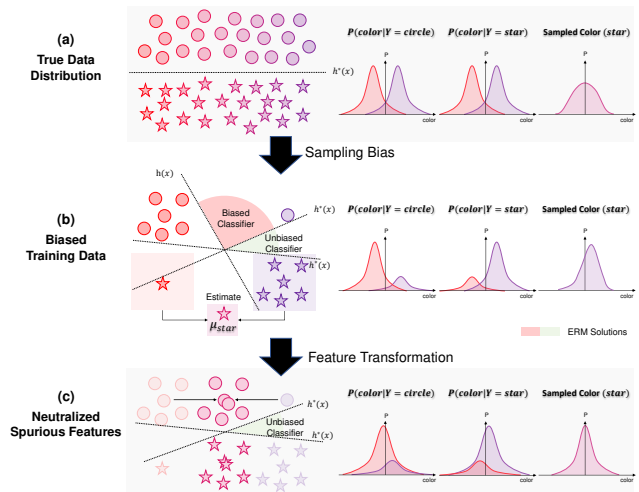 (a)
True Data
Distribution
h*(x)
P(color|Y = circle)
P(color|Y = star)
Sampled Color (star)
P
P
P
color
color
color
Sampling Bias
(b)
Biased
Training Data
h(x)
Biased
Classifier
h*(x)
Unbiased
Classifier
h*(x)
Estimate
μstar
P(color|Y = circle)
P(color|Y = star)
Sampled Color (star)
P
P
P
color
color
color
ERM Solutions
Feature Transformation
(c)
Neutralized
Spurious Features
h*(x)
Unbiased
Classifier
h*(x)
P(color|Y = circle)
P(color|Y = star)
Sampled Color (star)
P
P
P
color
color
color